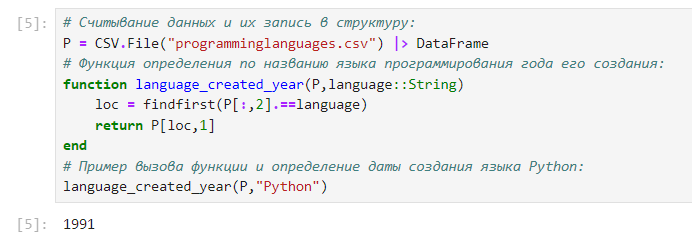 [5]: # Считывание данных и их запись в структуру:
P = CSV.File("programminglanguages.csv") |> DataFrame
# Функция определения по названию языка программирования года его создания:
function language_created_year(P,language::String)
    loc = findfirst(P[:,2].==language)
    return P[loc,1]
end
# Пример вызова функции и определение даты создания языка Python:
language_created_year(P,"Python")
[5]: 1991